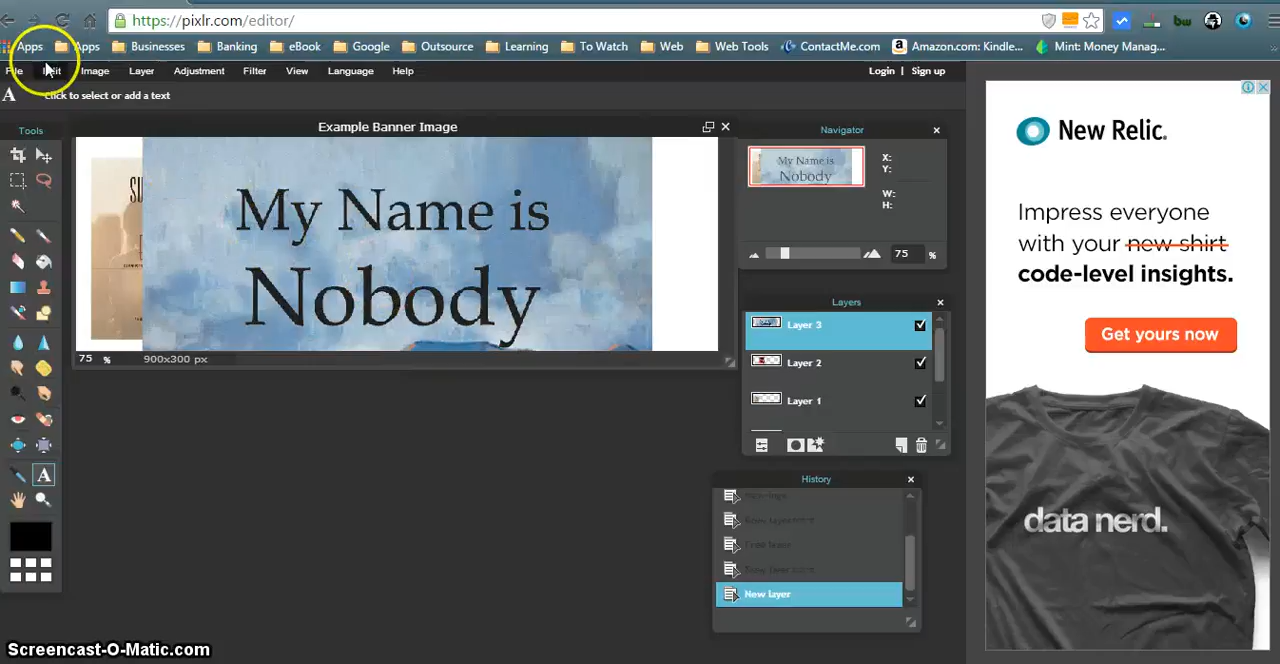 https://pixlr.com/editor/
Apps Apps Businesses Banking eBook Google Outsource Learning To Watch Web Web Tools ContactMe.com Amazon.com: Kindle... Mint: Money Manag...
File Edit Image Layer Adjustment Filter View Language Help Login | Sign up
A Click to select or add a text
Tools
Example Banner Image
My Name is
Nobody
75 % 900x300 px
Navigator
My Name is
Nobody
X:
Y:
W:
H:
75 %
Layers
Layer 3
Layer 2
Layer 1
History
New layer
New Relic.
Impress everyone
with your new shirt
code-level insights.
Get yours now
data nerd.
Screencast-O-Matic.com